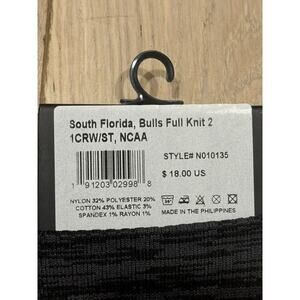 South Florida, Bulls Full Knit 2
1CRW/ST, NCAA
STYLE# N010135
$ 18.00 US
1 91203 02998 8
NYLON 32% POLYESTER 20%
COTTON 43% ELASTIC 3%
SPANDEX 1% RAYON 1%
MADE IN THE PHILIPPINES